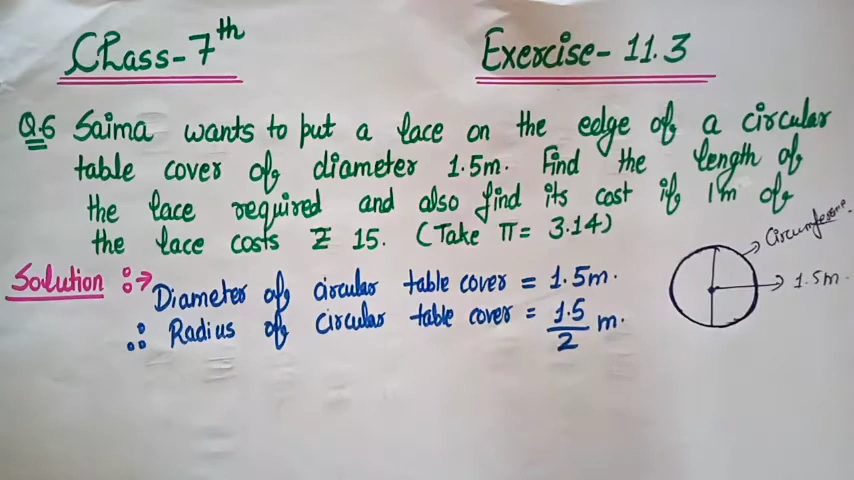 Class-7th
Exercise-11.3
Q.6 Saima wants to put a lace on the edge of a circular
table cover of diameter 1.5m. Find the length of
the lace required and also find its cost if 1m of
the lace costs ₹ 15. (Take π= 3.14)
Circumference.
1.5m.
Solution :→
Diameter of circular table cover = 1.5m.
∴ Radius of circular table cover = 1.5/2 m.